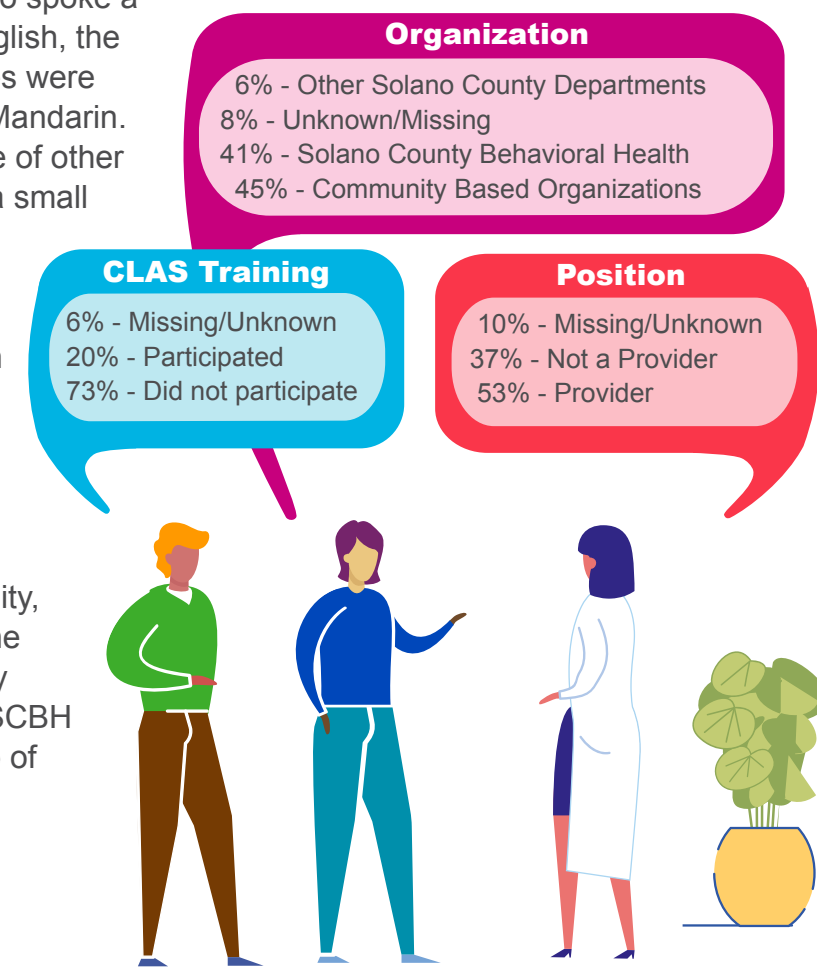 o spoke a
glish, the
s were
Mandarin.
e of other
a small
ity,
y
SCBH
of
Organization
6% - Other Solano County Departments
8% - Unknown/Missing
41% - Solano County Behavioral Health
45% - Community Based Organizations
CLAS Training
6% - Missing/Unknown
20% - Participated
73% - Did not participate
Position
10% - Missing/Unknown
37% - Not a Provider
53% - Provider